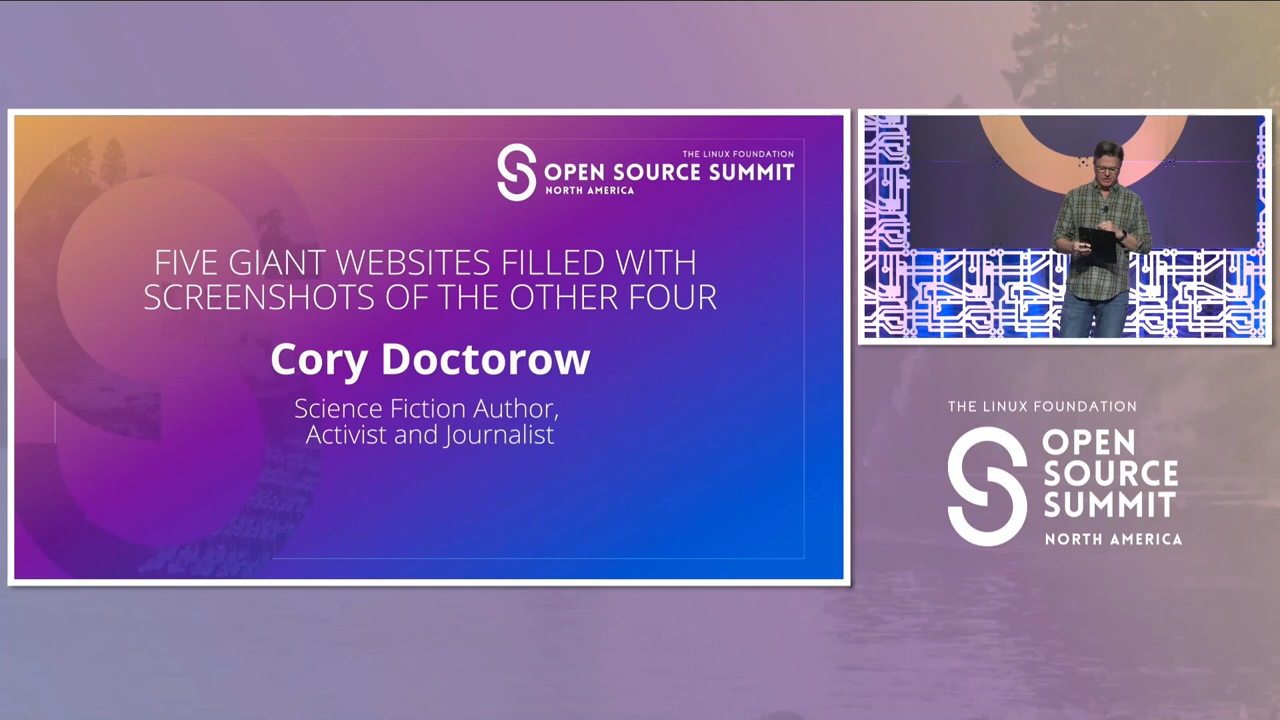 THE LINUX FOUNDATION
OPEN SOURCE SUMMIT
NORTH AMERICA
FIVE GIANT WEBSITES FILLED WITH
SCREENSHOTS OF THE OTHER FOUR
Cory Doctorow
Science Fiction Author,
Activist and Journalist
THE LINUX FOUNDATION
OPEN
SOURCE
SUMMIT
NORTH AMERICA